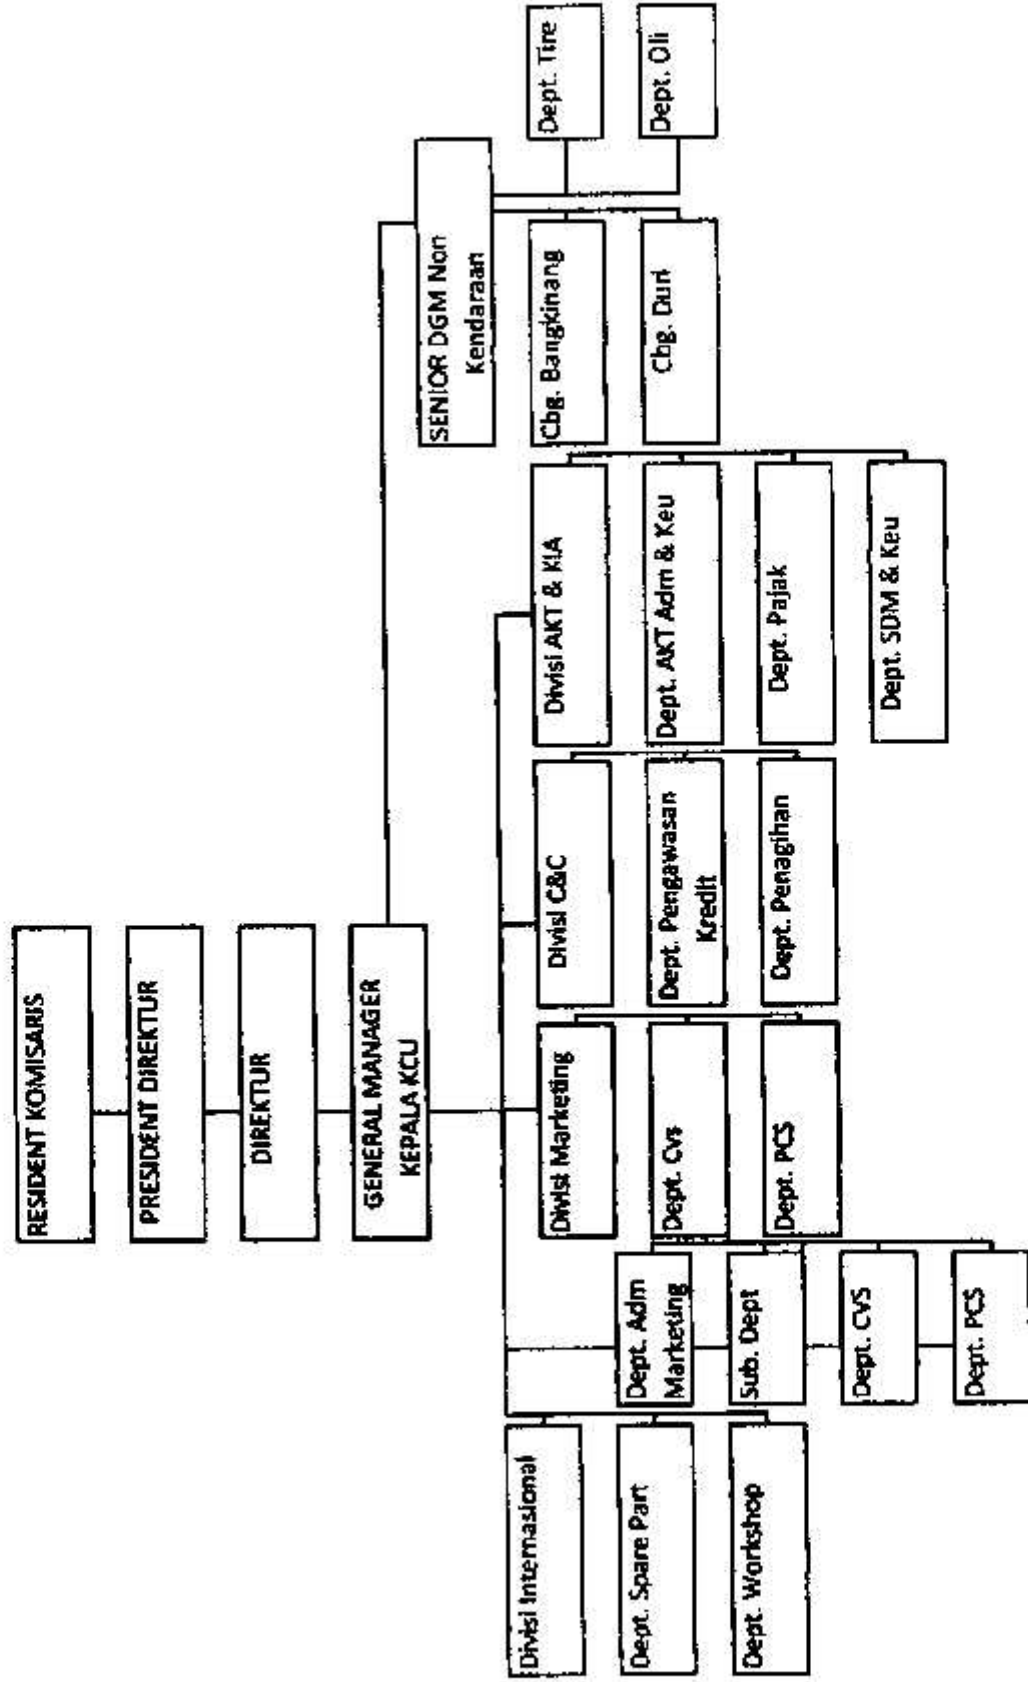 RESIDENT KOMISARIS
PRESIDENT DIREKTUR
DIREKTUR
GENERAL MANAGER
KEPALA KCU
SENIOR DGM Non
Kendaraan
Divisi Internasional
Dept. Spare Part
Dept. Workshop
Dept. Adm
Marketing
Sub. Dept
Dept. CVS
Dept. PCS
Divisi Marketing
Dept. Cvs
Dept. PCS
Divisi C&C
Dept. Pengawasan
Kredit
Dept. Penagihan
Divisi AKT & KIA
Dept. AKT Adm & Keu
Dept. Pajak
Dept. SDM & Keu
Cbg. Bangkinang
Cbg. Duri
Dept. Tire
Dept. Oli